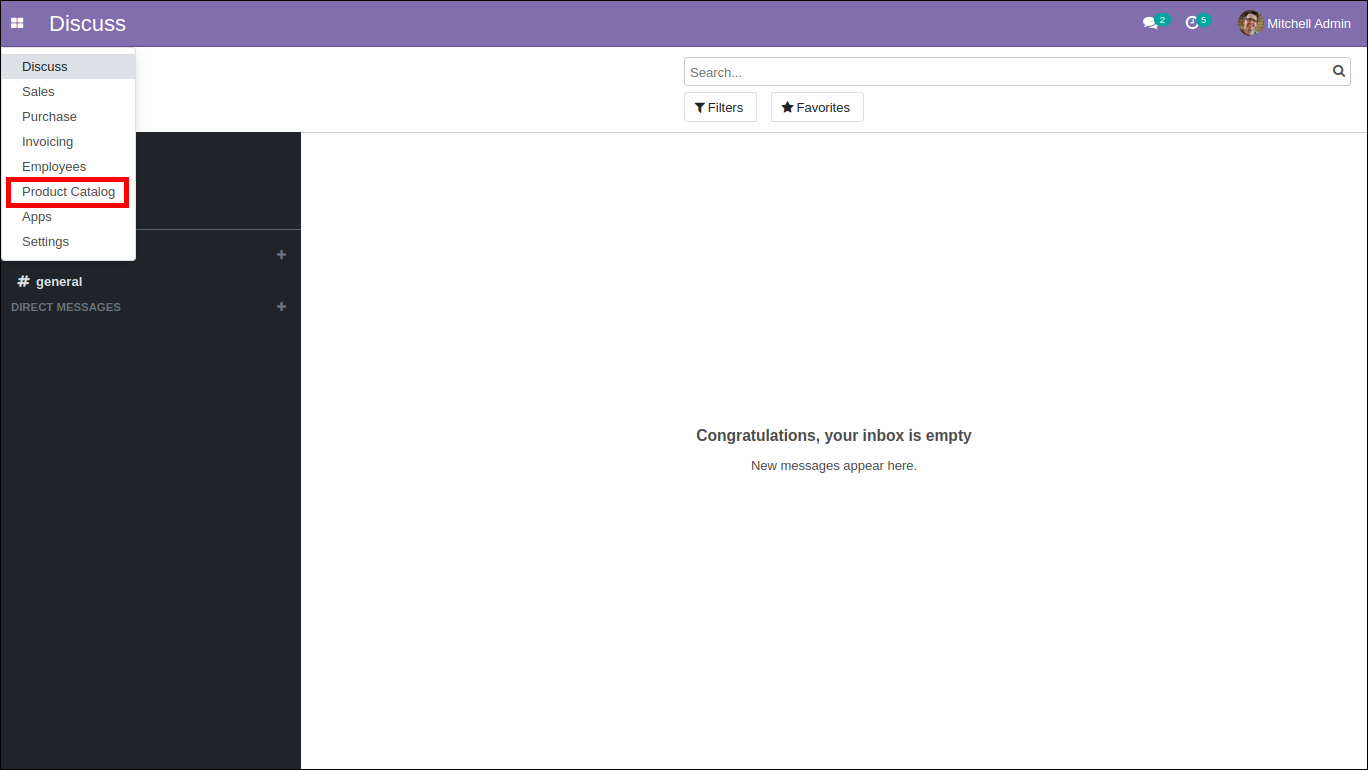 Discuss
2
5
Mitchell Admin
Discuss
Sales
Purchase
Invoicing
Employees
Product Catalog
Apps
Settings
Search...
Filters
Favorites
# general
DIRECT MESSAGES
Congratulations, your inbox is empty
New messages appear here.